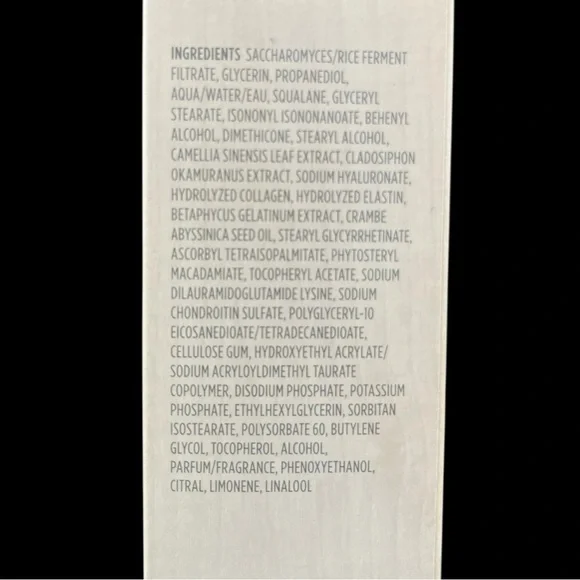 INGREDIENTS SACCHAROMYCES/RICE FERMENT
FILTRATE, GLYCERIN, PROPANEDIOL,
AQUA/WATER/EAU, SQUALANE, GLYCERYL
STEARATE, ISONONYL ISONONANOATE, BEHENYL
ALCOHOL, DIMETHICONE, STEARYL ALCOHOL,
CAMELLIA SINENSIS LEAF EXTRACT, CLADOSIPHON
OKAMURANUS EXTRACT, SODIUM HYALURONATE,
HYDROLYZED COLLAGEN, HYDROLYZED ELASTIN,
BETAPHYCUS GELATINUM EXTRACT, CRAMBE
ABYSSINICA SEED OIL, STEARYL GLYCYRRHETINATE,
ASCORBYL TETRAISOPALMITATE, PHYTOSTERYL
MACADAMIATE, TOCOPHERYL ACETATE, SODIUM
DILAURAMIDOGLUTAMIDE LYSINE, SODIUM
CHONDROITIN SULFATE, POLYGLYCERYL-10
EICOSANEDIOATE/TETRADECANEDIOATE,
CELLULOSE GUM, HYDROXYETHYL ACRYLATE/
SODIUM ACRYLOYLDIMETHYL TAURATE
COPOLYMER, DISODIUM PHOSPHATE, POTASSIUM
PHOSPHATE, ETHYLHEXYLGLYCERIN, SORBITAN
ISOSTEARATE, POLYSORBATE 60, BUTYLENE
GLYCOL, TOCOPHEROL, ALCOHOL,
PARFUM/FRAGRANCE, PHENOXYETHANOL,
CITRAL, LIMONENE, LINALOOL